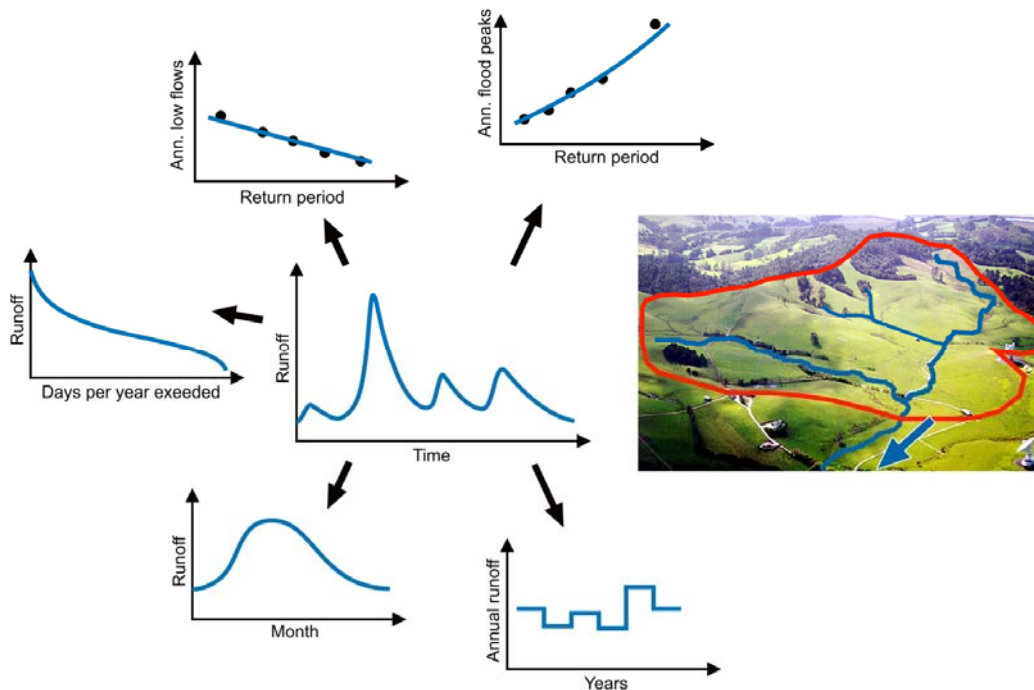 Ann. low flows
Return period
Ann. flood peaks
Return period
Runoff
Days per year exeeded
Runoff
Time
Runoff
Month
Annual runoff
Years